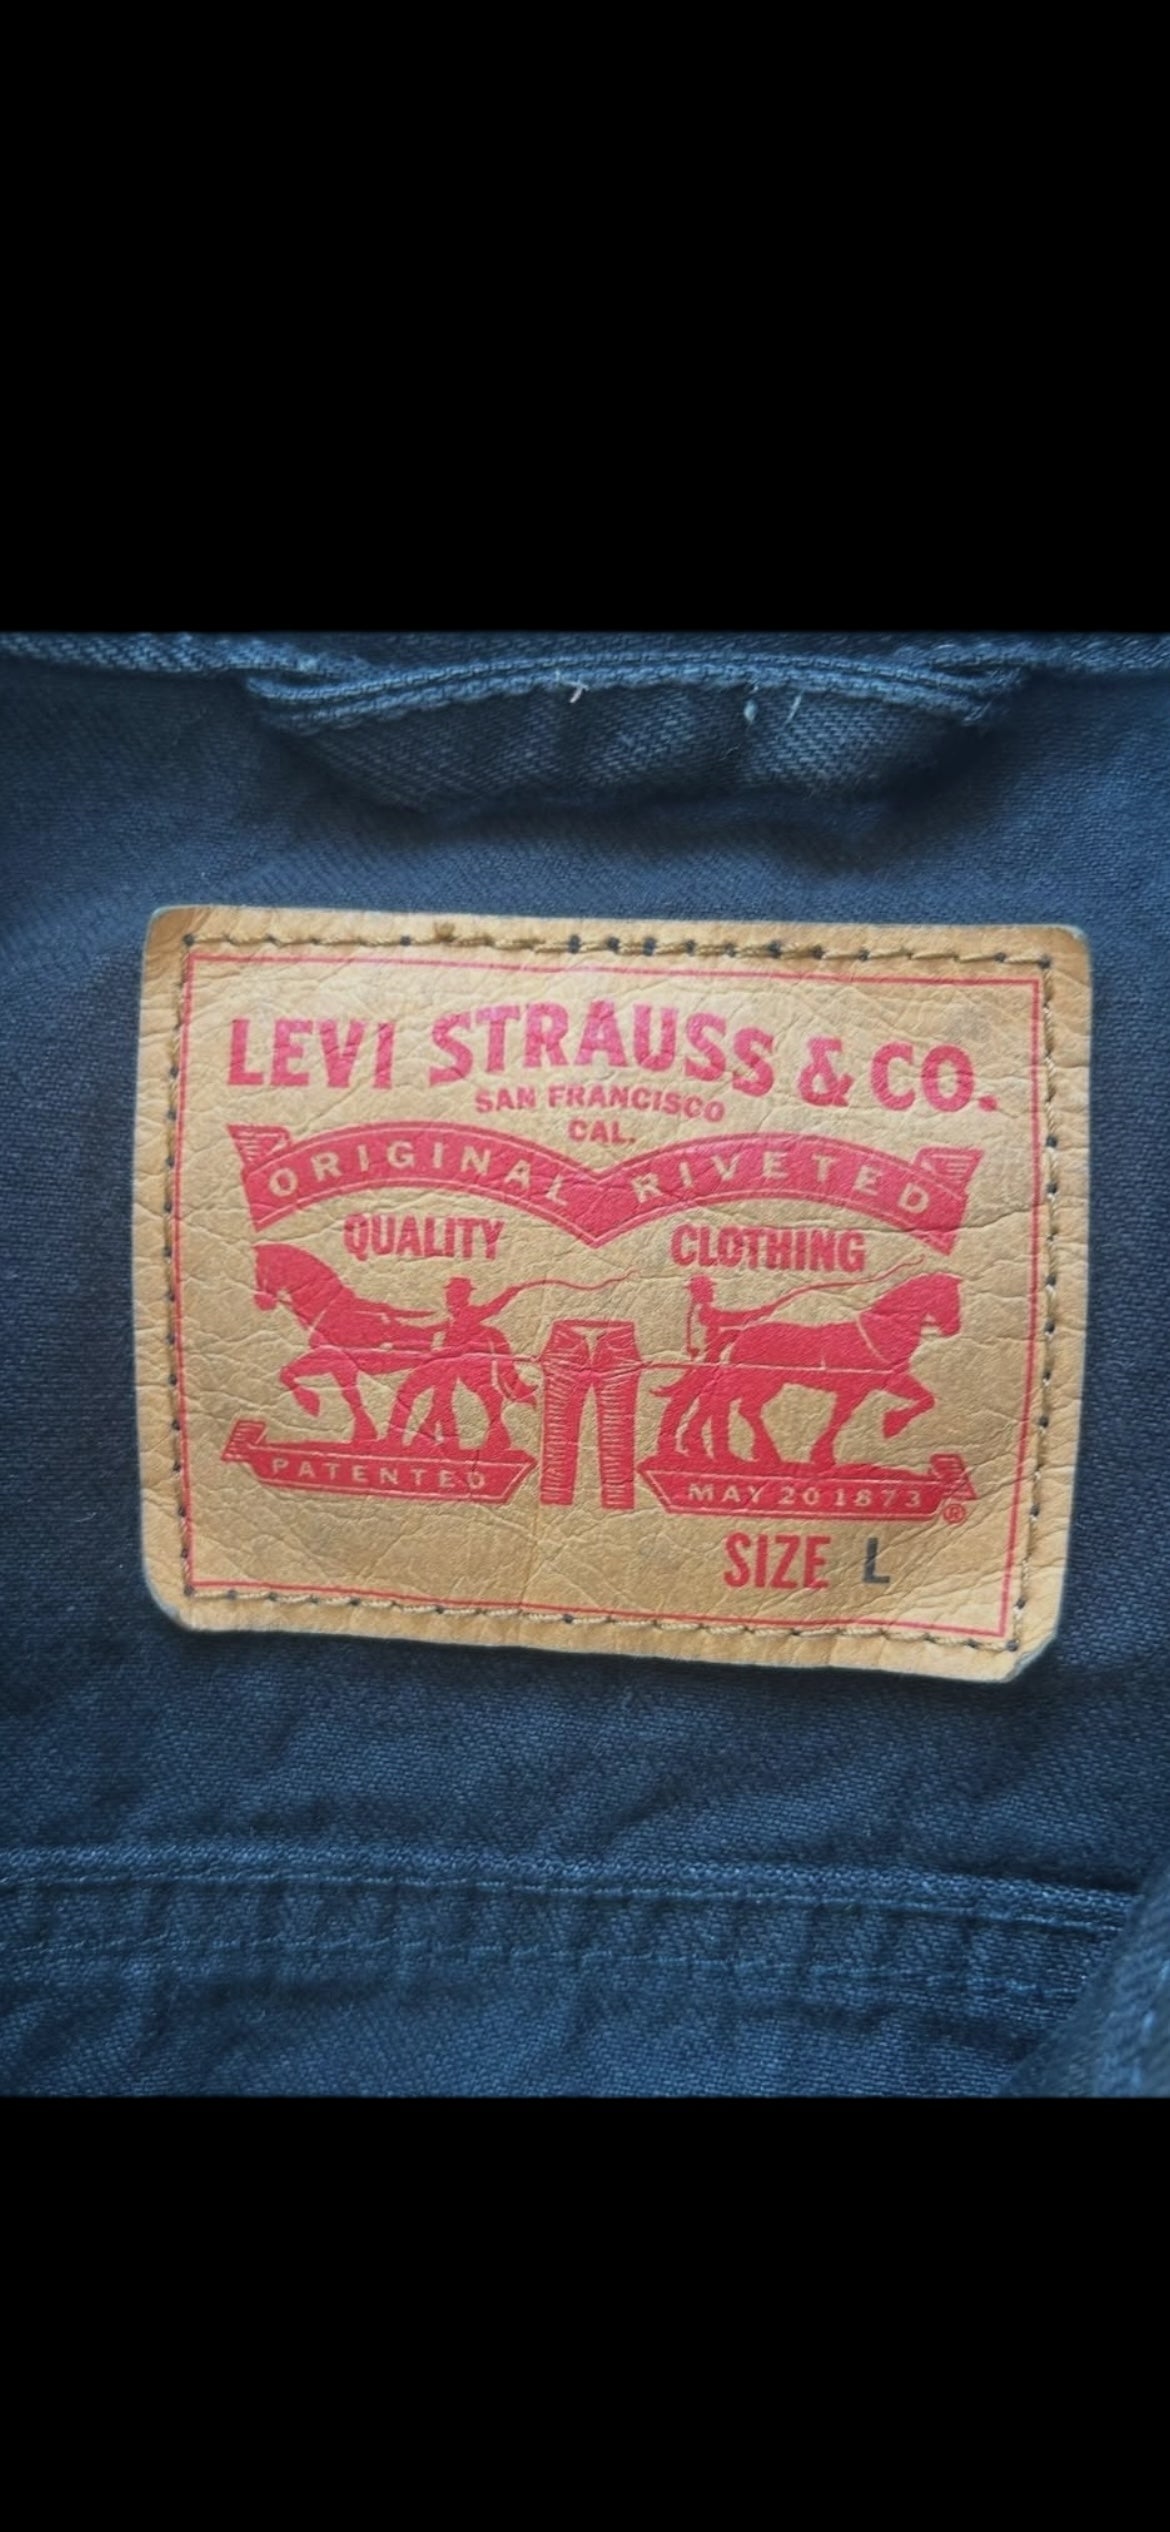 LEVI STRAUSS & CO.
SAN FRANCISCO
CAL.
ORIGINAL RIVETED
QUALITY CLOTHING
PATENTED MAY 20 1873
®
SIZE L